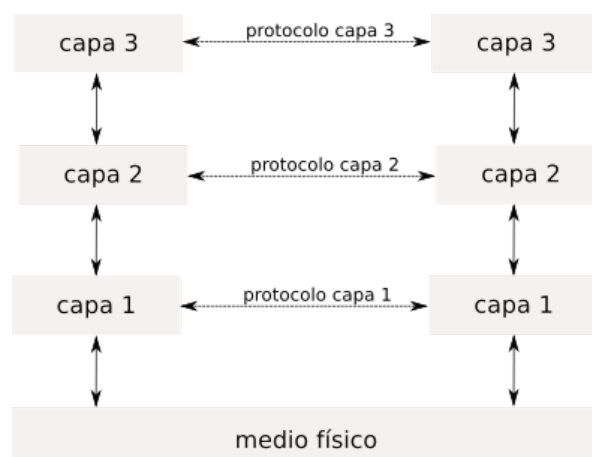 capa 3
protocolo capa 3
capa 3
capa 2
protocolo capa 2
capa 2
capa 1
protocolo capa 1
capa 1
medio físico